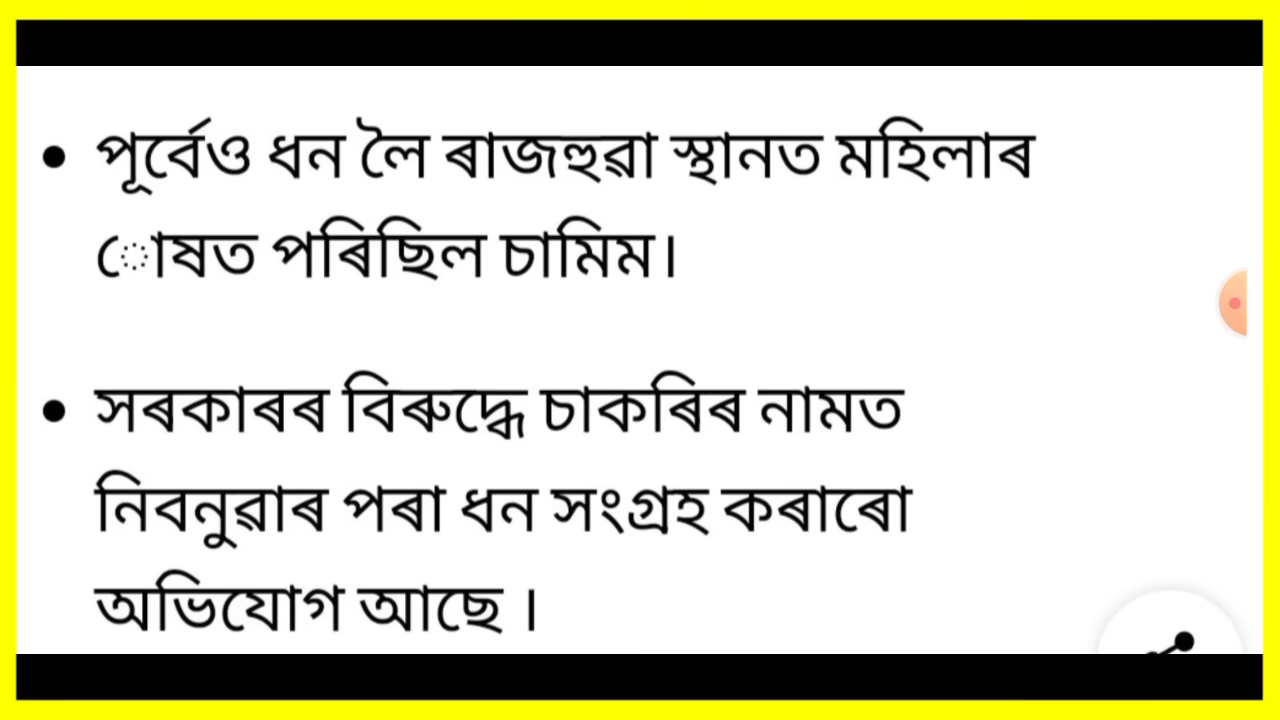 • পূৰ্বেও ধন লৈ ৰাজহুৱা স্থানত মহিলাৰ
োষত পৰিছিল চামিম।
• সৰকাৰৰ বিৰুদ্ধে চাকৰিৰ নামত
নিবনুৱাৰ পৰা ধন সংগ্ৰহ কৰাৰো
অভিযোগ আছে ।